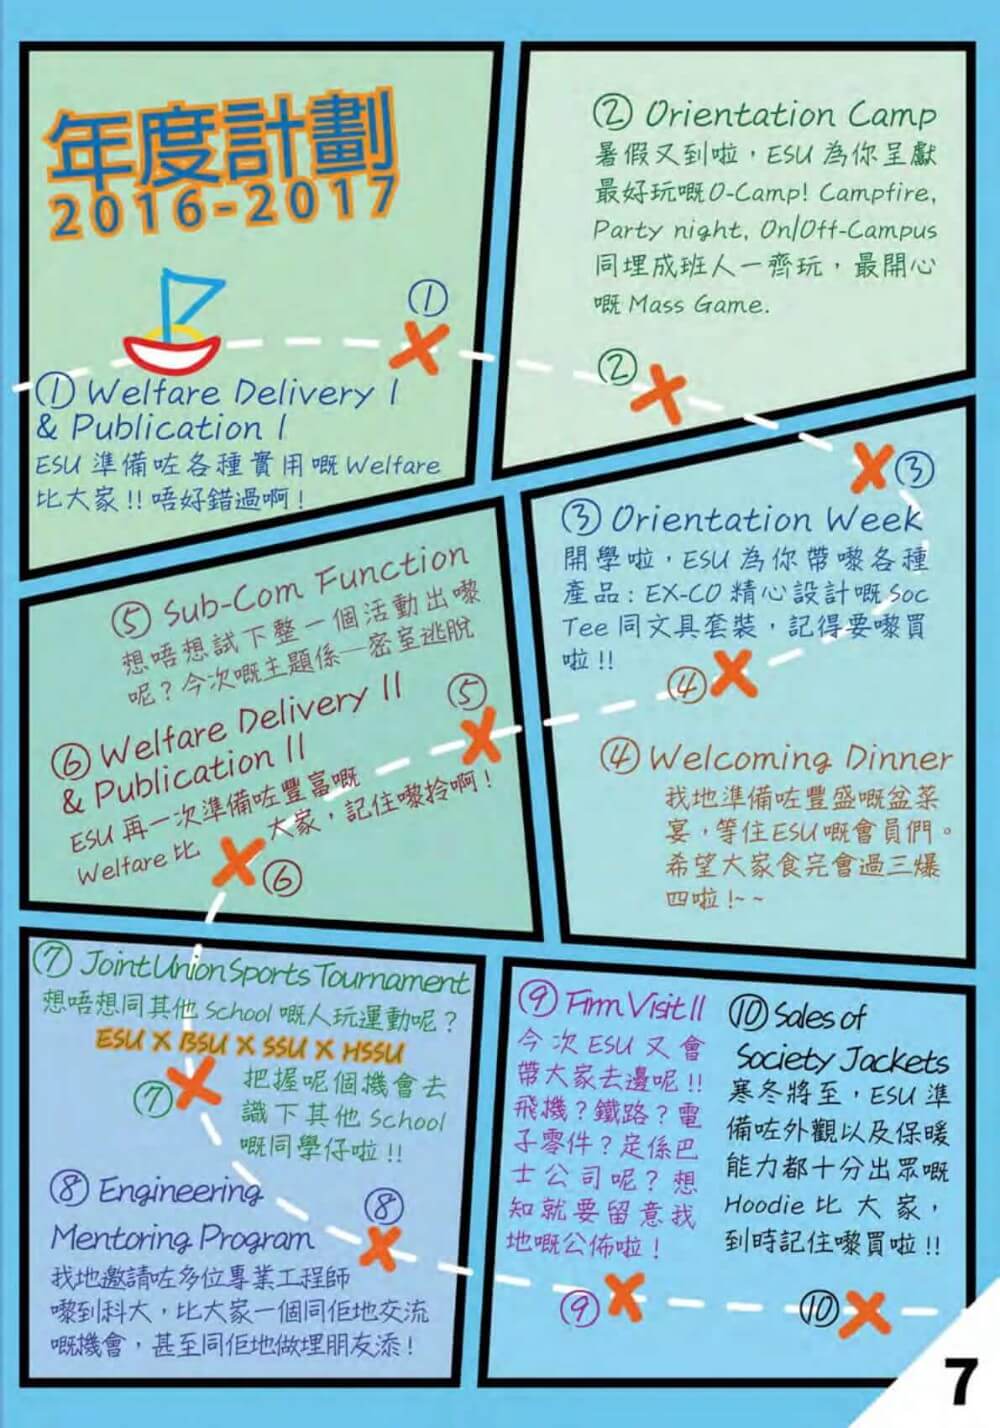 年度計劃
2016-2017
①
① Welfare Delivery I
& Publication I
ESU 準備咗各種實用嘅 Welfare
比大家!! 唔好錯過啊!
② Orientation Camp
暑假又到啦，ESU 為你呈獻
最好玩嘅O-Camp! Campfire,
Party night, On/Off-Campus
同埋成班人一齊玩，最開心
嘅 Mass Game.
②
③
③ Orientation Week
開學啦，ESU 為你帶嚟各種
產品: EX-CO 精心設計嘅 Soc
Tee 同文具套裝，記得要嚟買
啦!!
④
④ Welcoming Dinner
我地準備咗豐盛嘅盆菜
宴，等住ESU 嘅會員們。
希望大家食完會過三爆
四啦!~~
⑤ Sub-Com Function
想唔想試下整一個活動出嚟
呢? 今次嘅主題係─密室逃脫
⑤
⑥ Welfare Delivery II
& Publication II
ESU 再一次準備咗豐富嘅
Welfare 比 大家，記住嚟拎啊!
⑥
⑦ Joint Union Sports Tournament
想唔想同其他 School 嘅人玩運動呢?
ESU X BSU X SSU X HSSU
⑦
把握呢個機會去
識下其他 School
嘅同學仔啦!!
⑧ Engineering
Mentoring Program
⑧
我地邀請咗多位專業工程師
嚟到科大，比大家一個同佢地交流
嘅機會，甚至同佢地做埋朋友添!
⑨ Firm Visit II
今次 ESU 又會
帶大家去邊呢!!
飛機? 鐵路? 電
子零件? 定係巴
士公司呢? 想
知就要留意我
地嘅公佈啦!
⑨
⑩ Sales of
Society Jackets
寒冬將至，ESU 準
備咗外觀以及保暖
能力都十分出眾嘅
Hoodie 比大家，
到時記住嚟買啦!!
⑩
7